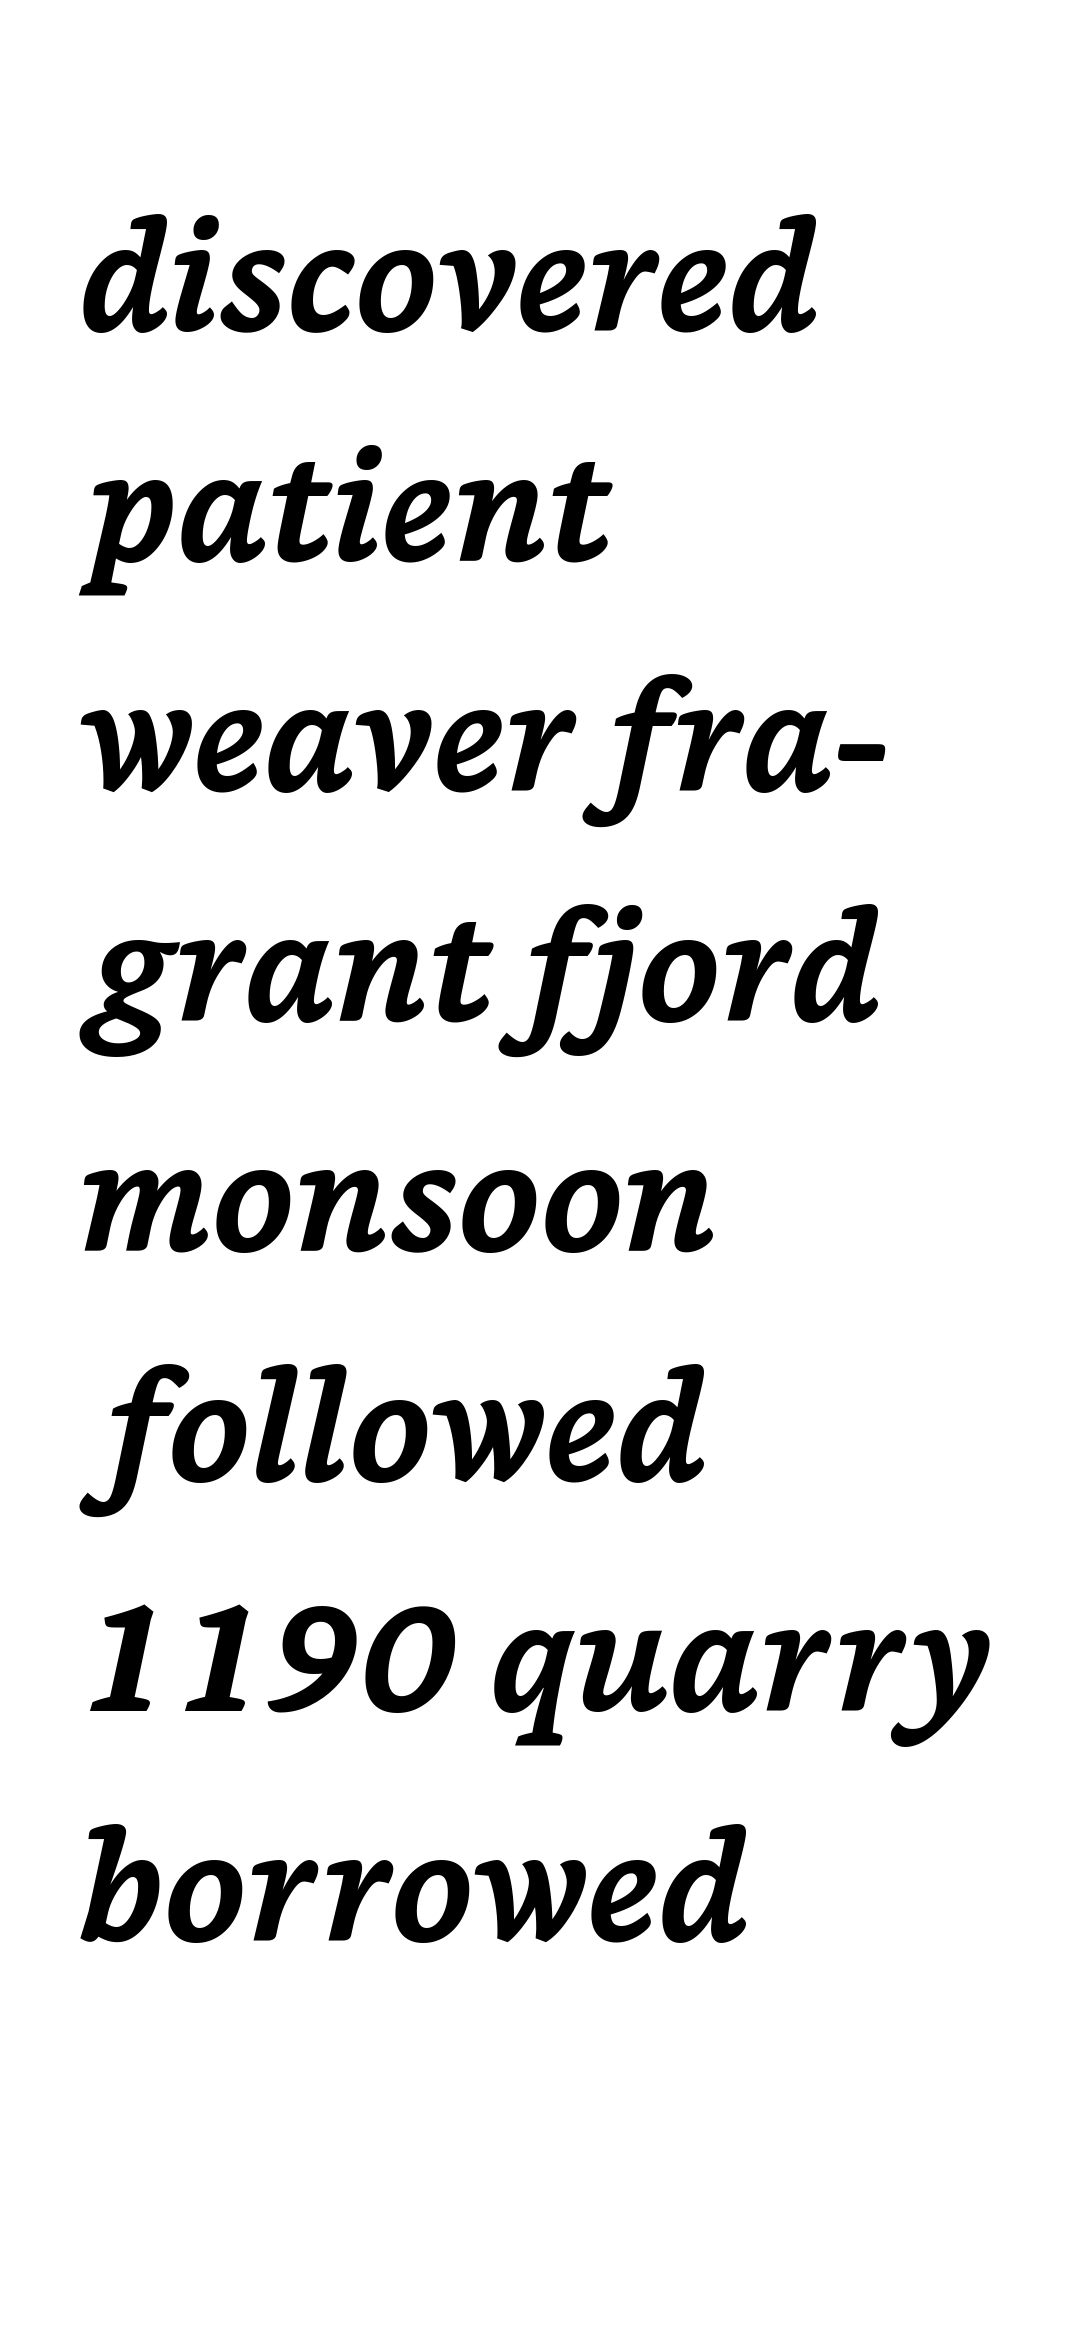 discovered
patient
weaver fra-
grant fjord
monsoon
followed
1190 quarry
borrowed